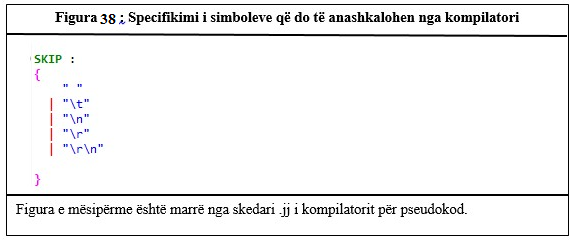 Figura 38 : Specifikimi i simboleve që do të anashkalohen nga kompilatori
SKIP :
{
" "
| "\t"
| "\n"
| "\r"
| "\r\n"
}
Figura e mësipërme është marrë nga skedari .jj i kompilatorit për pseudokod.